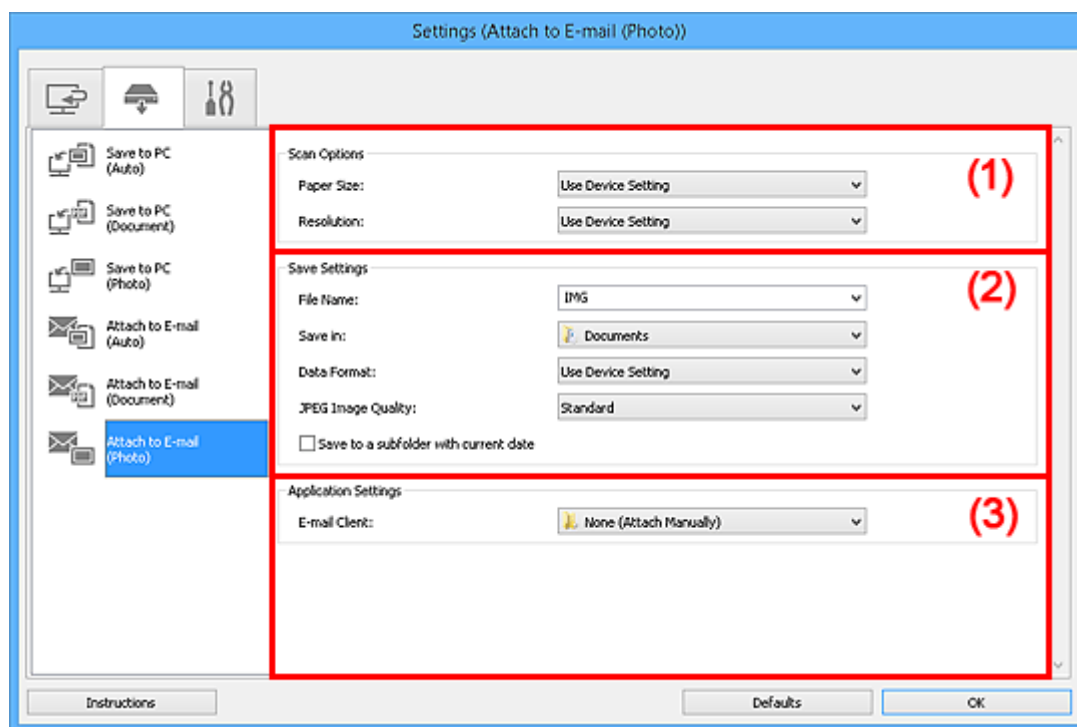 Settings (Attach to E-mail (Photo))
Save to PC
(Auto)
Save to PC
(Document)
Save to PC
(Photo)
Attach to E-mail
(Auto)
Attach to E-mail
(Document)
Attach to E-mail
(Photo)
Scan Options
(1)
Paper Size:
Use Device Setting
Resolution:
Use Device Setting
Save Settings
(2)
File Name:
IMG
Save in:
Documents
Data Format:
Use Device Setting
JPEG Image Quality:
Standard
Save to a subfolder with current date
Application Settings
(3)
E-mail Client:
None (Attach Manually)
Instructions
Defaults
OK